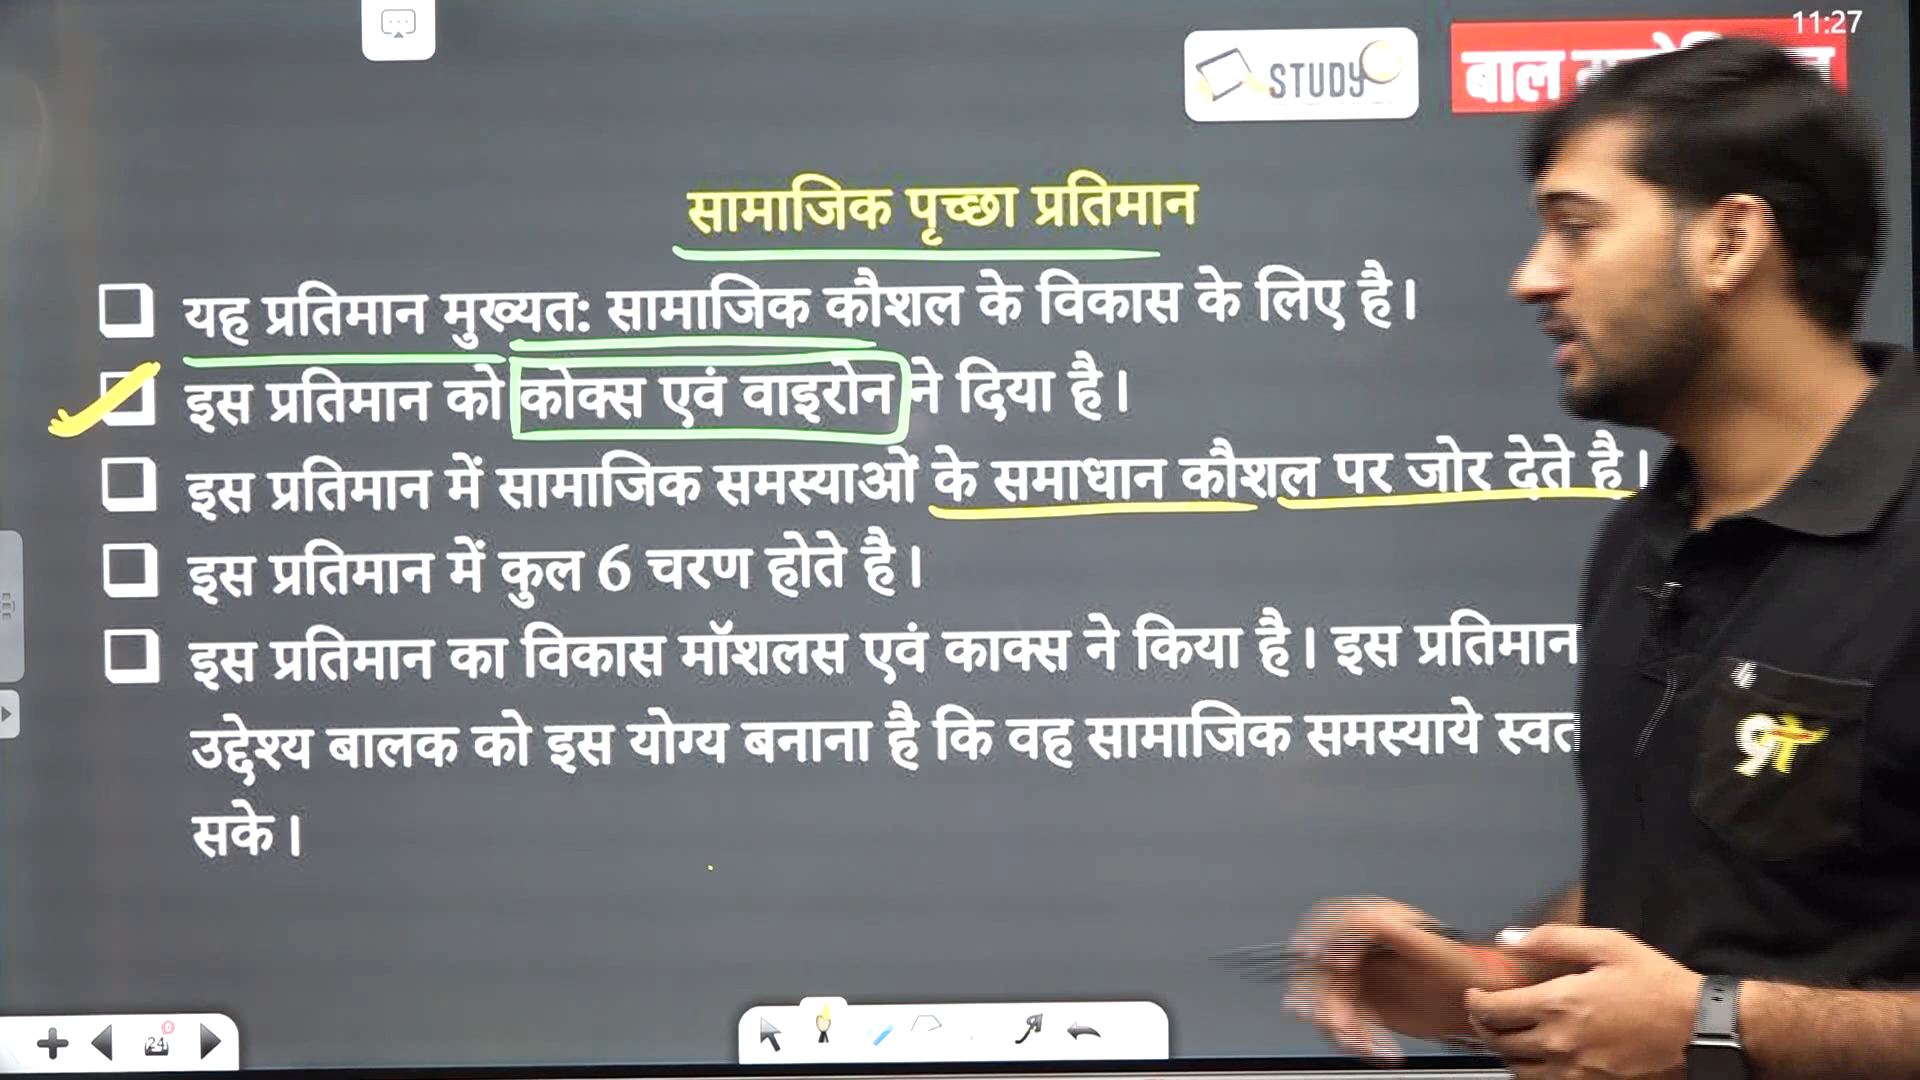 11:27
STUDY
बाल
सामाजिक पृच्छा प्रतिमान
यह प्रतिमान मुख्यत: सामाजिक कौशल के विकास के लिए है।
इस प्रतिमान को कोक्स एवं वाइरोन ने दिया है।
इस प्रतिमान में सामाजिक समस्याओं के समाधान कौशल पर जोर देते है।
इस प्रतिमान में कुल 6 चरण होते है।
इस प्रतिमान का विकास मॉशलस एवं काक्स ने किया है। इस प्रतिमान
उद्देश्य बालक को इस योग्य बनाना है कि वह सामाजिक समस्याये
सके।
24